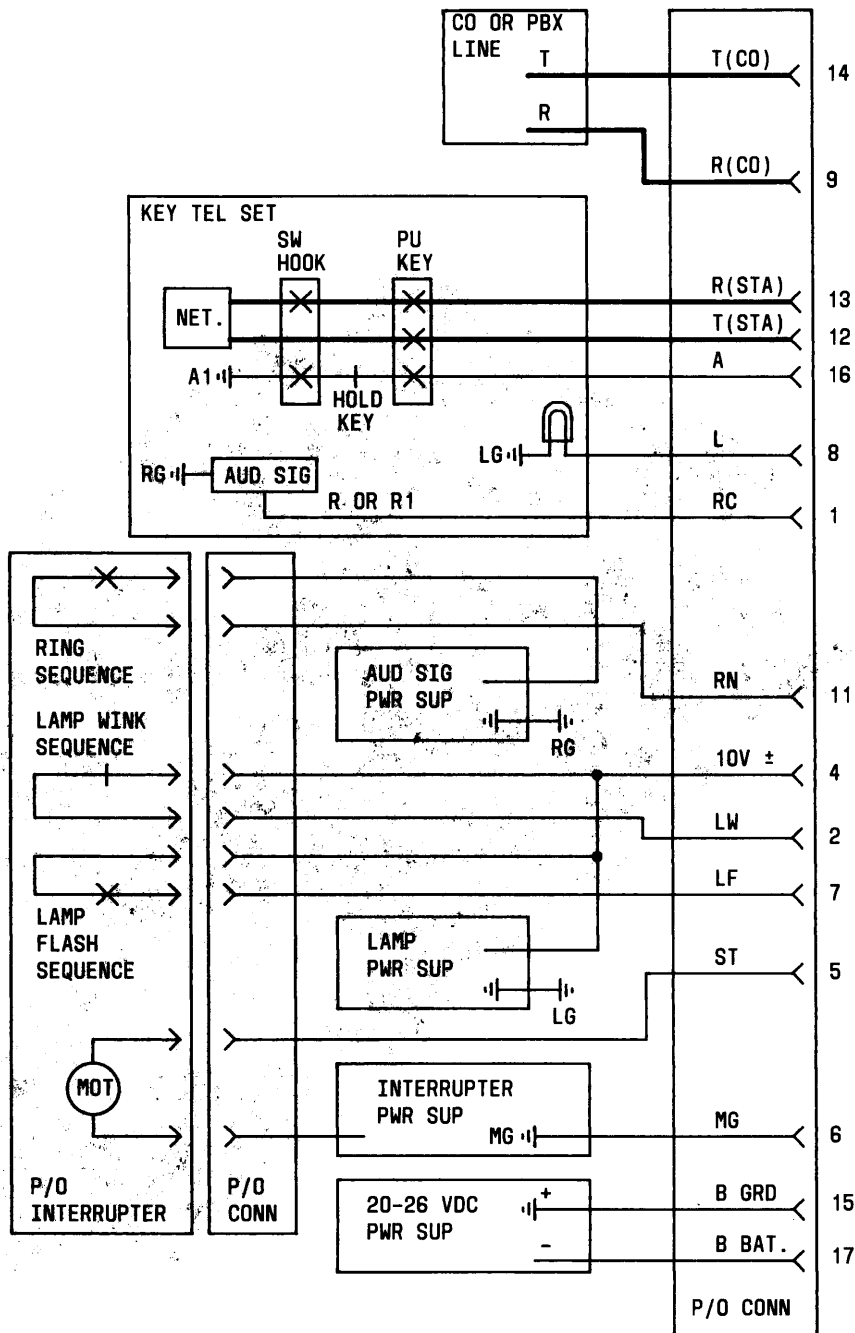 CO OR PBX
LINE
T
T(CO)
14
R
R(CO)
9
KEY TEL SET
SW
HOOK
PU
KEY
NET.
R(STA)
13
T(STA)
12
A1
A
16
HOLD
KEY
LG
L
8
RG
AUD SIG
R OR R1
RC
1
RING
SEQUENCE
AUD SIG
PWR SUP
RN
11
RG
LAMP WINK
SEQUENCE
10V ±
4
LW
2
LF
7
LAMP
FLASH
SEQUENCE
LAMP
PWR SUP
LG
ST
5
MOT
INTERRUPTER
PWR SUP
MG
MG
6
P/O
INTERRUPTER
P/O
CONN
20-26 VDC
PWR SUP
+
B GRD
15
-
B BAT.
17
P/O CONN